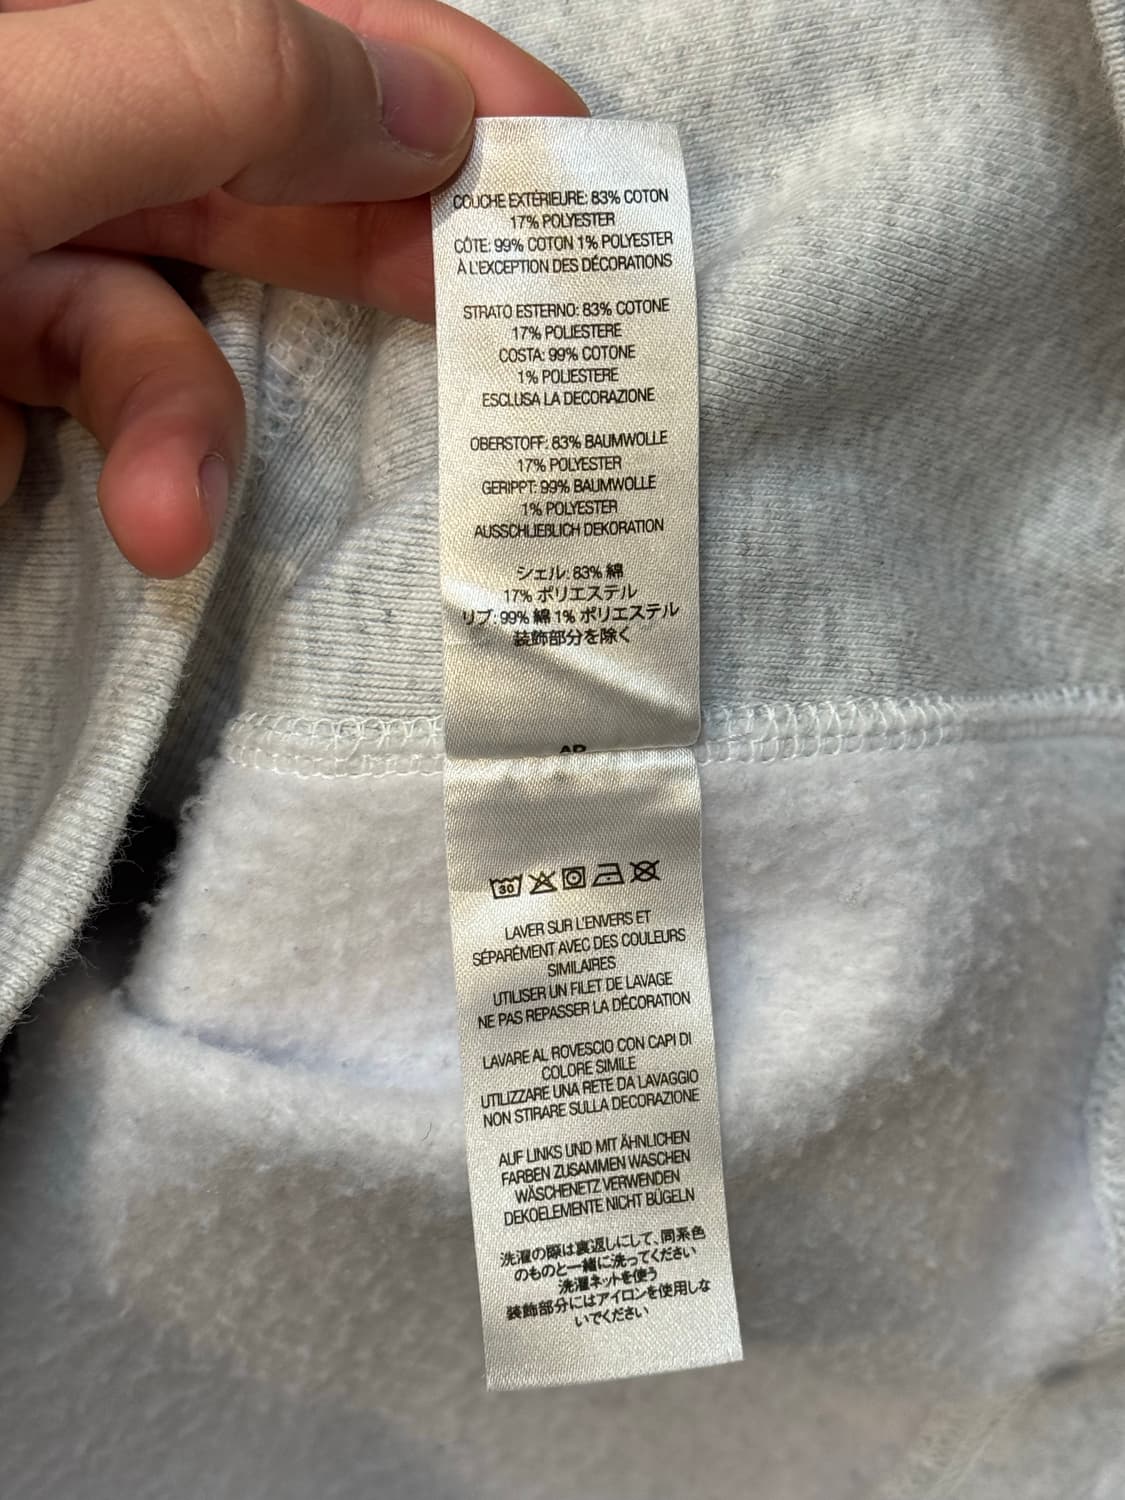 COUCHE EXTÉRIEURE: 83% COTON
17% POLYESTER
CÔTE: 99% COTON 1% POLYESTER
À L'EXCEPTION DES DÉCORATIONS
STRATO ESTERNO: 83% COTONE
17% POLIESTERE
COSTA: 99% COTONE
1% POLIESTERE
ESCLUSA LA DECORAZIONE
OBERSTOFF: 83% BAUMWOLLE
17% POLYESTER
GERIPPT: 99% BAUMWOLLE
1% POLYESTER
AUSSCHLIEBLICH DEKORATION
シェル: 83% 綿
17% ポリエステル
リブ: 99% 綿 1% ポリエステル
装飾部分を除く
30
LAVER SUR L'ENVERS ET
SÉPARÉMENT AVEC DES COULEURS
SIMILAIRES
UTILISER UN FILET DE LAVAGE
NE PAS REPASSER LA DÉCORATION
LAVARE AL ROVESCIO CON CAPI DI
COLORE SIMILE
UTILIZZARE UNA RETE DA LAVAGGIO
NON STIRARE SULLA DECORAZIONE
AUF LINKS UND MIT ÄHNLICHEN
FARBEN ZUSAMMEN WASCHEN
WÄSCHENETZ VERWENDEN
DEKOELEMENTE NICHT BÜGELN
洗濯の際は裏返しにして、同系色
のものと一緒に洗ってください
洗濯ネットを使う
装飾部分にはアイロンを使用しな
いでください